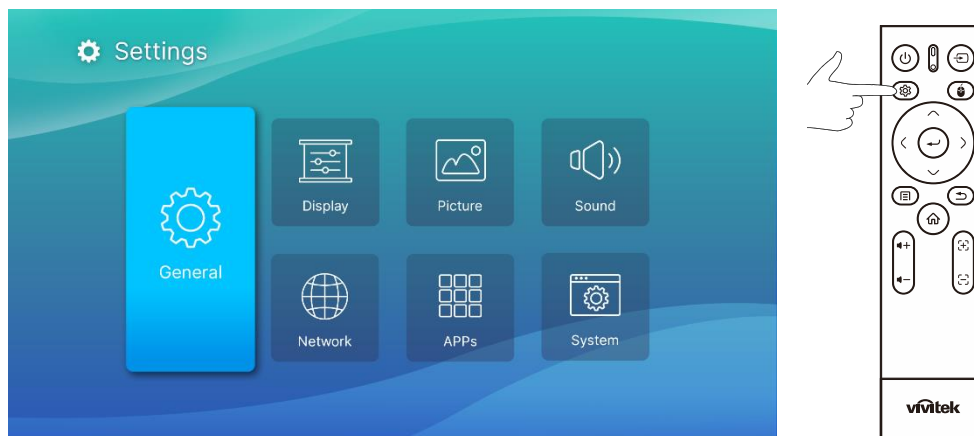 Settings
General
Display
Picture
Sound
Network
APPs
System
vivitek